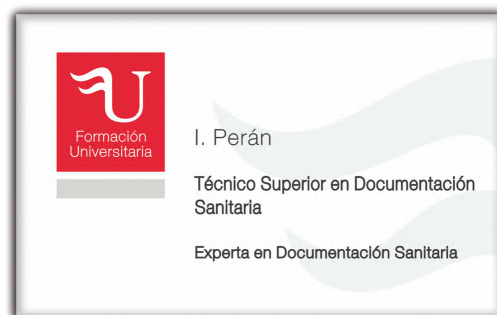 U
Formación
Universitaria
I. Perán
Técnico Superior en Documentación
Sanitaria
Experta en Documentación Sanitaria